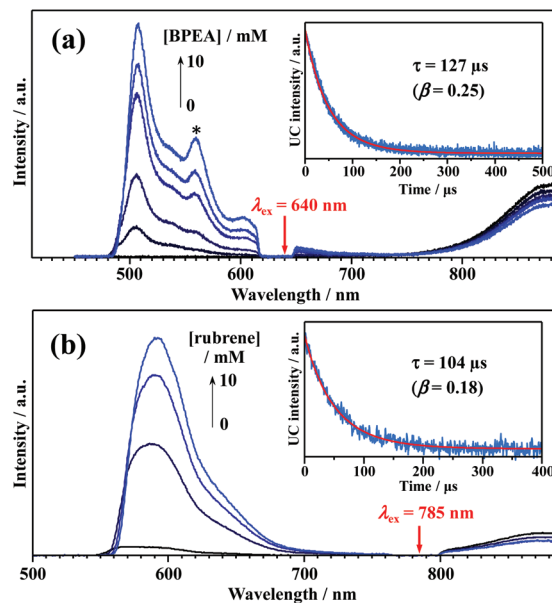 (a)
[BPEA] / mM
10
0
*
λex = 640 nm
Intensity / a.u.
500
600
700
800
Wavelength / nm
UC intensity / a.u.
τ = 127 μs
(β = 0.25)
0
100
200
300
400
500
Time / μs
(b)
[rubrene]
/ mM
10
0
λex = 785 nm
Intensity / a.u.
500
600
700
800
Wavelength / nm
UC intensity / a.u.
τ = 104 μs
(β = 0.18)
0
100
200
300
400
Time / μs